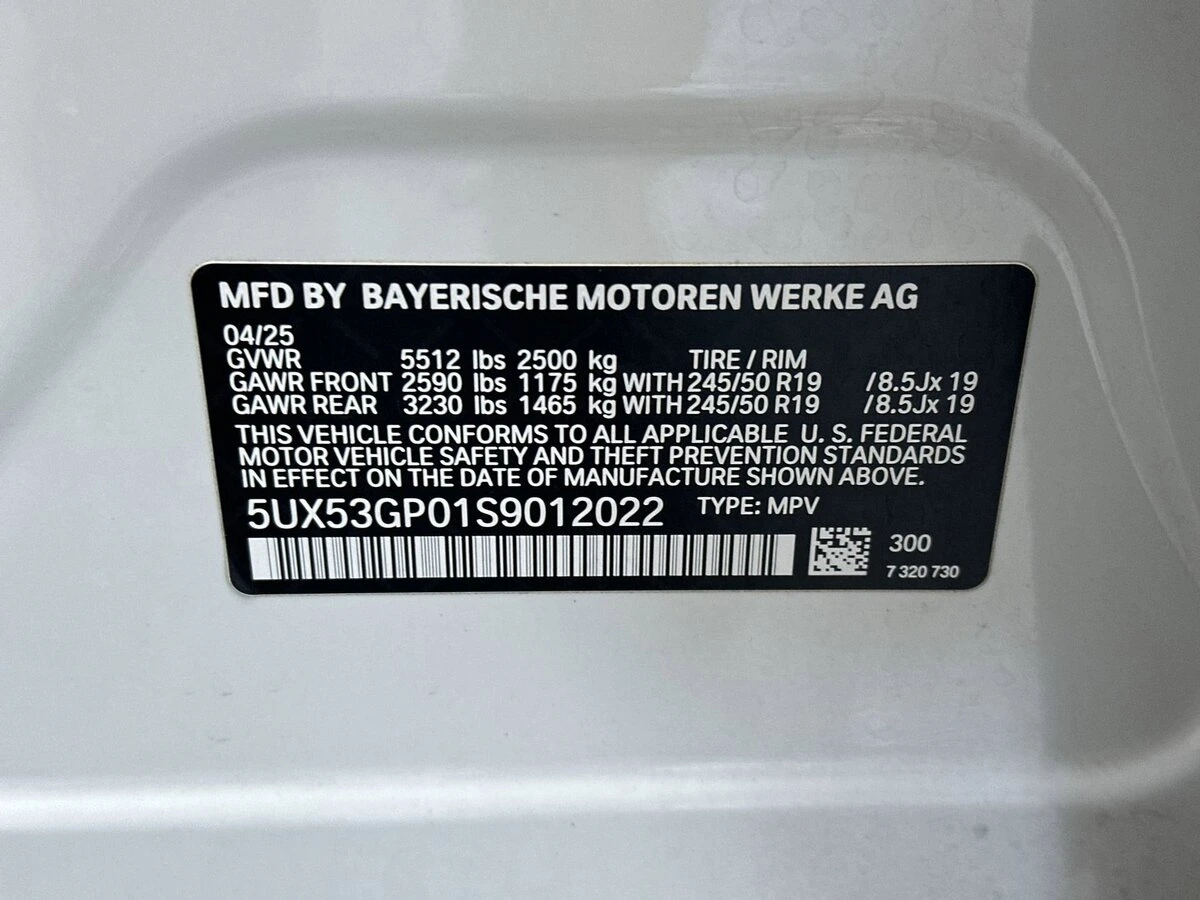 MFD BY BAYERISCHE MOTOREN WERKE AG
04/25
GVWR 5512 lbs 2500 kg TIRE / RIM
GAWR FRONT 2590 lbs 1175 kg WITH 245/50 R19 /8.5Jx 19
GAWR REAR 3230 lbs 1465 kg WITH 245/50 R19 /8.5Jx 19
THIS VEHICLE CONFORMS TO ALL APPLICABLE U. S. FEDERAL
MOTOR VEHICLE SAFETY AND THEFT PREVENTION STANDARDS
IN EFFECT ON THE DATE OF MANUFACTURE SHOWN ABOVE.
5UX53GP01S9012022 TYPE: MPV
300
7 320 730